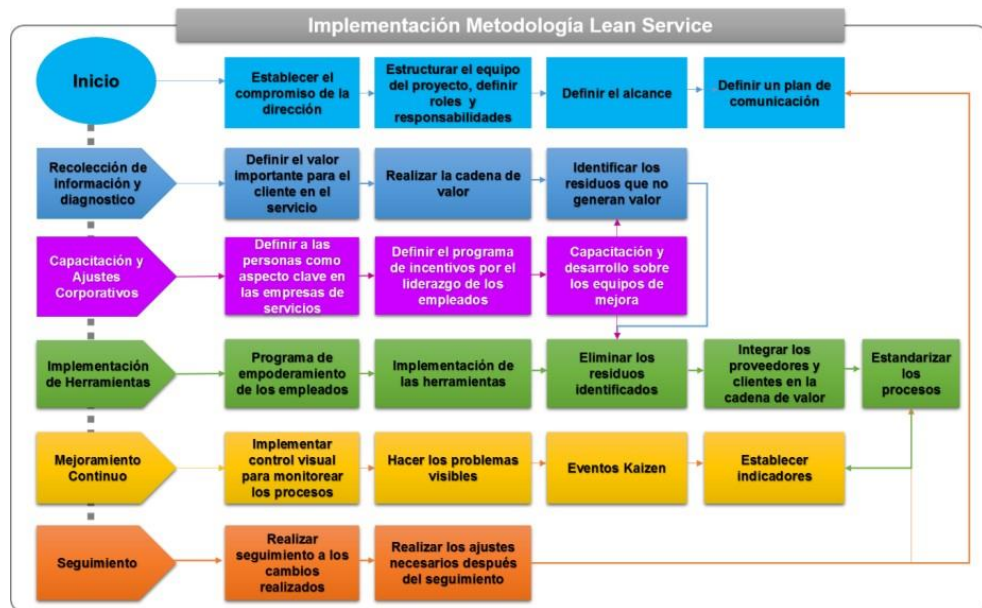 Implementación Metodología Lean Service
Inicio
Establecer el
compromiso de la
dirección
Estructurar el equipo
del proyecto, definir
roles y
responsabilidades
Definir el alcance
Definir un plan de
comunicación
Recolección de
información y
diagnostico
Definir el valor
importante para el
cliente en el
servicio
Realizar la cadena de
valor
Identificar los
residuos que no
generan valor
Capacitación y
Ajustes
Corporativos
Definir a las
personas como
aspecto clave en
las empresas de
servicios
Definir el programa
de incentivos por el
liderazgo de los
empleados
Capacitación y
desarrollo sobre
los equipos de
mejora
Implementación
de Herramientas
Programa de
empoderamiento
de los empleados
Implementación de
las herramientas
Eliminar los
residuos
identificados
Integrar los
proveedores y
clientes en la
cadena de valor
Estandarizar
los
procesos
Mejoramiento
Continuo
Implementar
control visual
para monitorear
los procesos
Hacer los problemas
visibles
Eventos Kaizen
Establecer
indicadores
Seguimiento
Realizar
seguimiento a los
cambios
realizados
Realizar los ajustes
necesarios después
del seguimiento